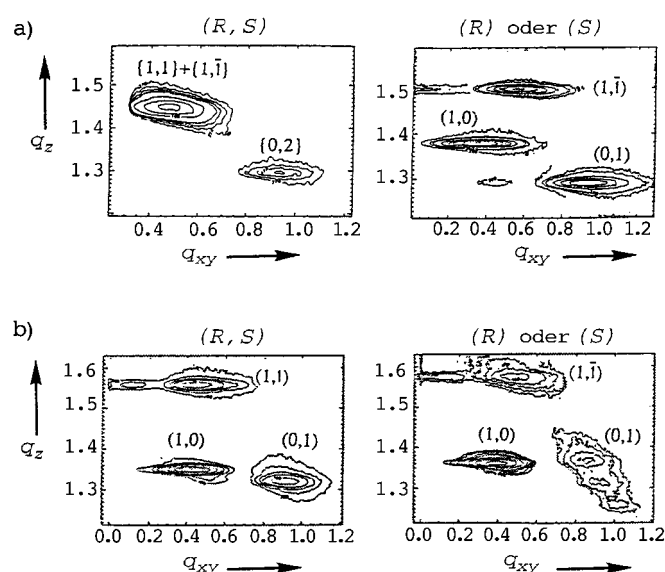 a)
(R, S)
(R) oder (S)
{1,1}+{1,1̄}
{0,2}
1.5
1.4
1.3
q_z
0.4 0.6 0.8 1.0 1.2
q_xy
(1,1̄)
(1,0)
(0,1)
1.5
1.4
1.3
0.2 0.4 0.6 0.8 1.0 1.2
q_xy
b)
(R, S)
(R) oder (S)
(1,1)
(1,0)
(0,1)
1.6
1.5
1.4
1.3
q_z
0.0 0.2 0.4 0.6 0.8 1.0 1.2
q_xy
(1,1̄)
(1,0)
(0,1)
1.6
1.5
1.4
1.3
0.0 0.2 0.4 0.6 0.8 1.0 1.2
q_xy